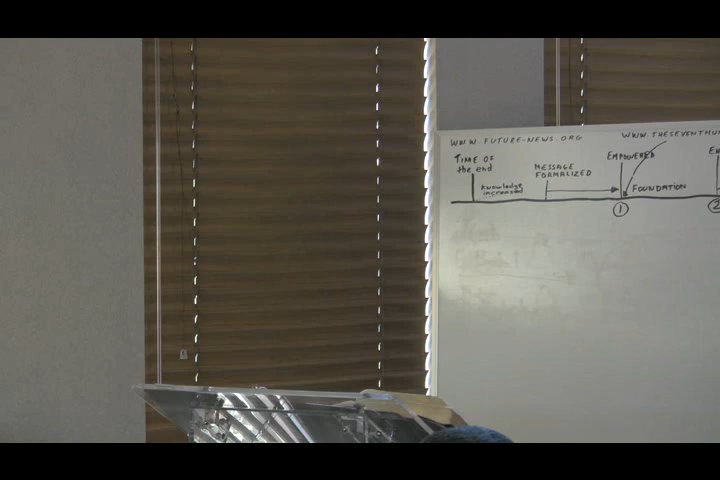 WWW. FUTURE-NEWS.ORG
WWW.THESEVENTHU
TIME OF
the end
Knowledge
increased
MESSAGE
FORMALIZED
EMPOWERED
FOUNDATION
1
2